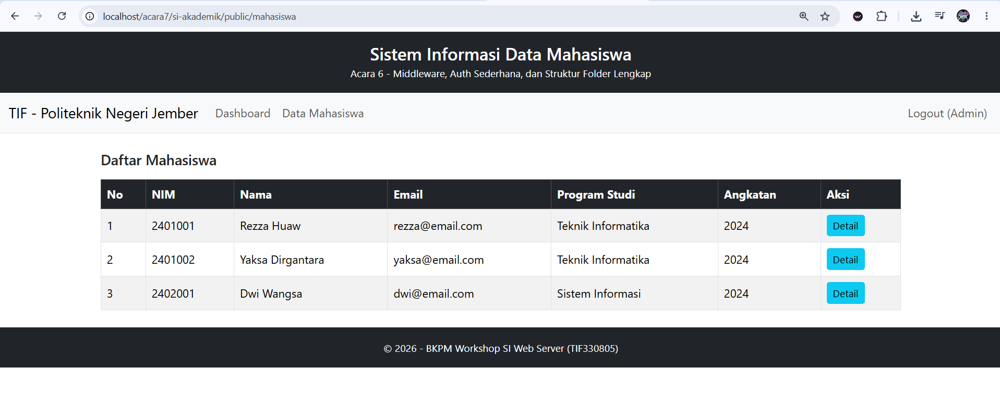 localhost/acara7/si-akademik/public/mahasiswa
Sistem Informasi Data Mahasiswa
Acara 6 - Middleware, Auth Sederhana, dan Struktur Folder Lengkap
TIF - Politeknik Negeri Jember Dashboard Data Mahasiswa Logout (Admin)
Daftar Mahasiswa
No NIM Nama Email Program Studi Angkatan Aksi
1 2401001 Rezza Huaw rezza@email.com Teknik Informatika 2024 Detail
2 2401002 Yaksa Dirgantara yaksa@email.com Teknik Informatika 2024 Detail
3 2402001 Dwi Wangsa dwi@email.com Sistem Informasi 2024 Detail
© 2026 - BKPM Workshop SI Web Server (TIF330805)